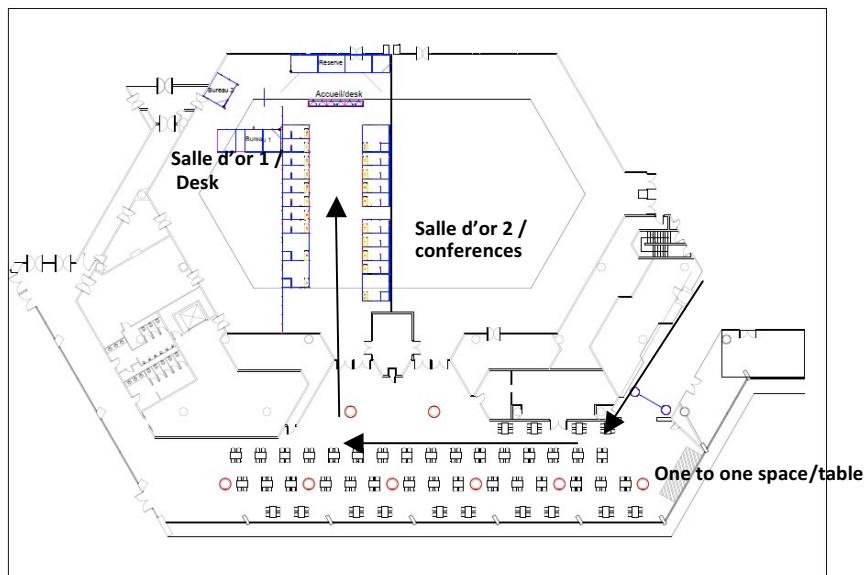 Réserve
Bureau 2
Accueil/desk
Bureau 1
Salle d'or 1 /
Desk
Salle d'or 2 /
conferences
One to one space/table